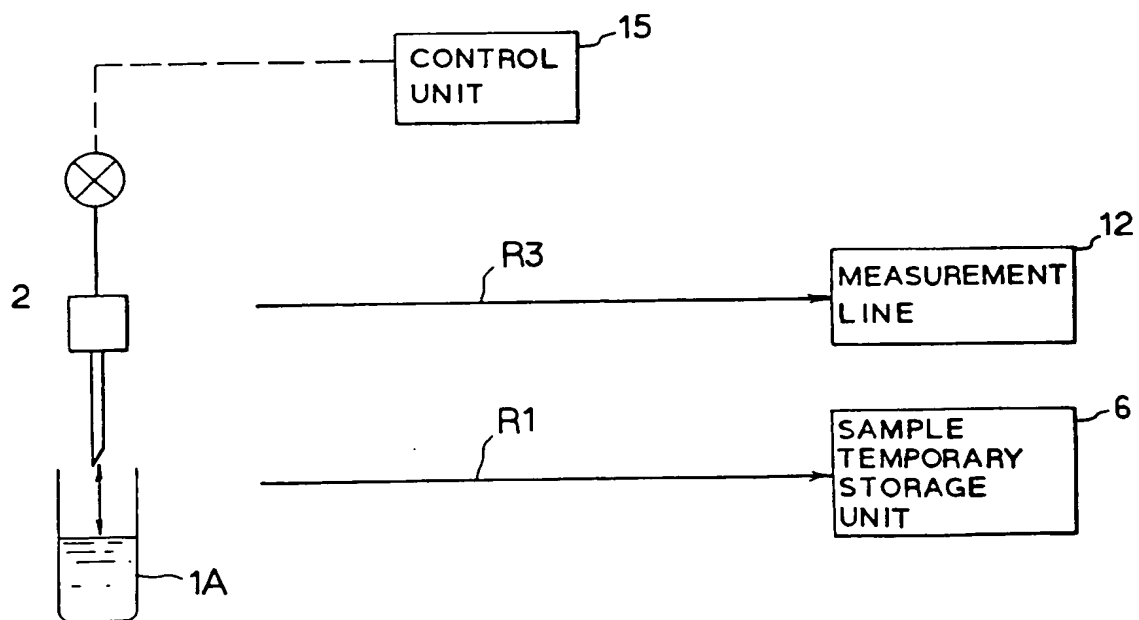 15
CONTROL
UNIT
12
R3
MEASUREMENT
LINE
2
6
R1
SAMPLE
TEMPORARY
STORAGE
UNIT
1A